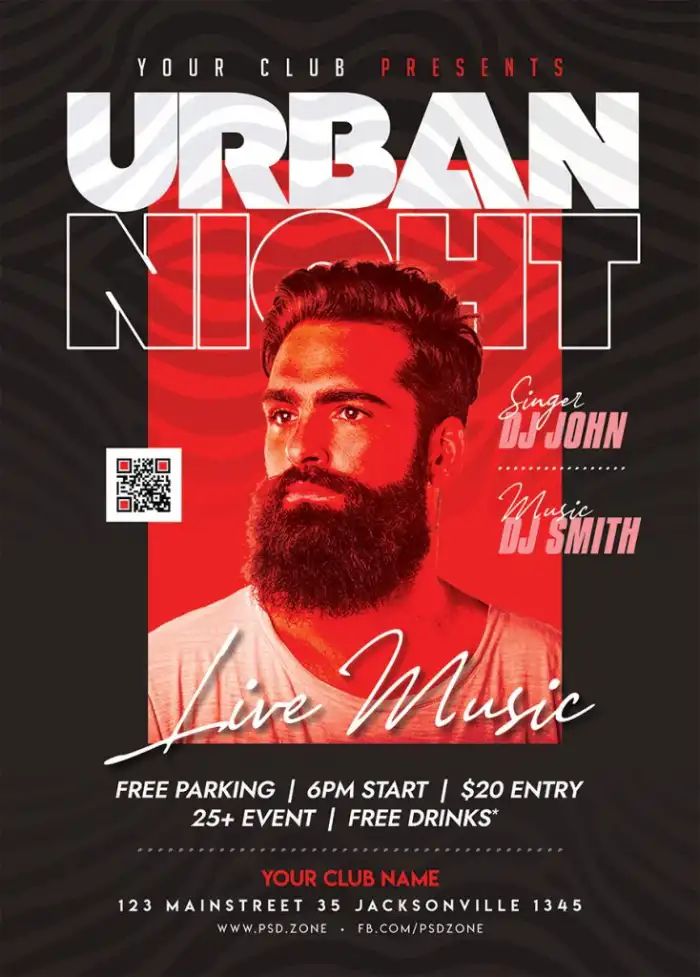 YOUR CLUB PRESENTS
URBAN
NIGHT
Singer
DJ JOHN
Music
DJ SMITH
Live Music
FREE PARKING | 6PM START | $20 ENTRY
25+ EVENT | FREE DRINKS*
YOUR CLUB NAME
123 MAINSTREET 35 JACKSONVILLE 1345
WWW.PSD.ZONE • FB.COM/PSDZONE